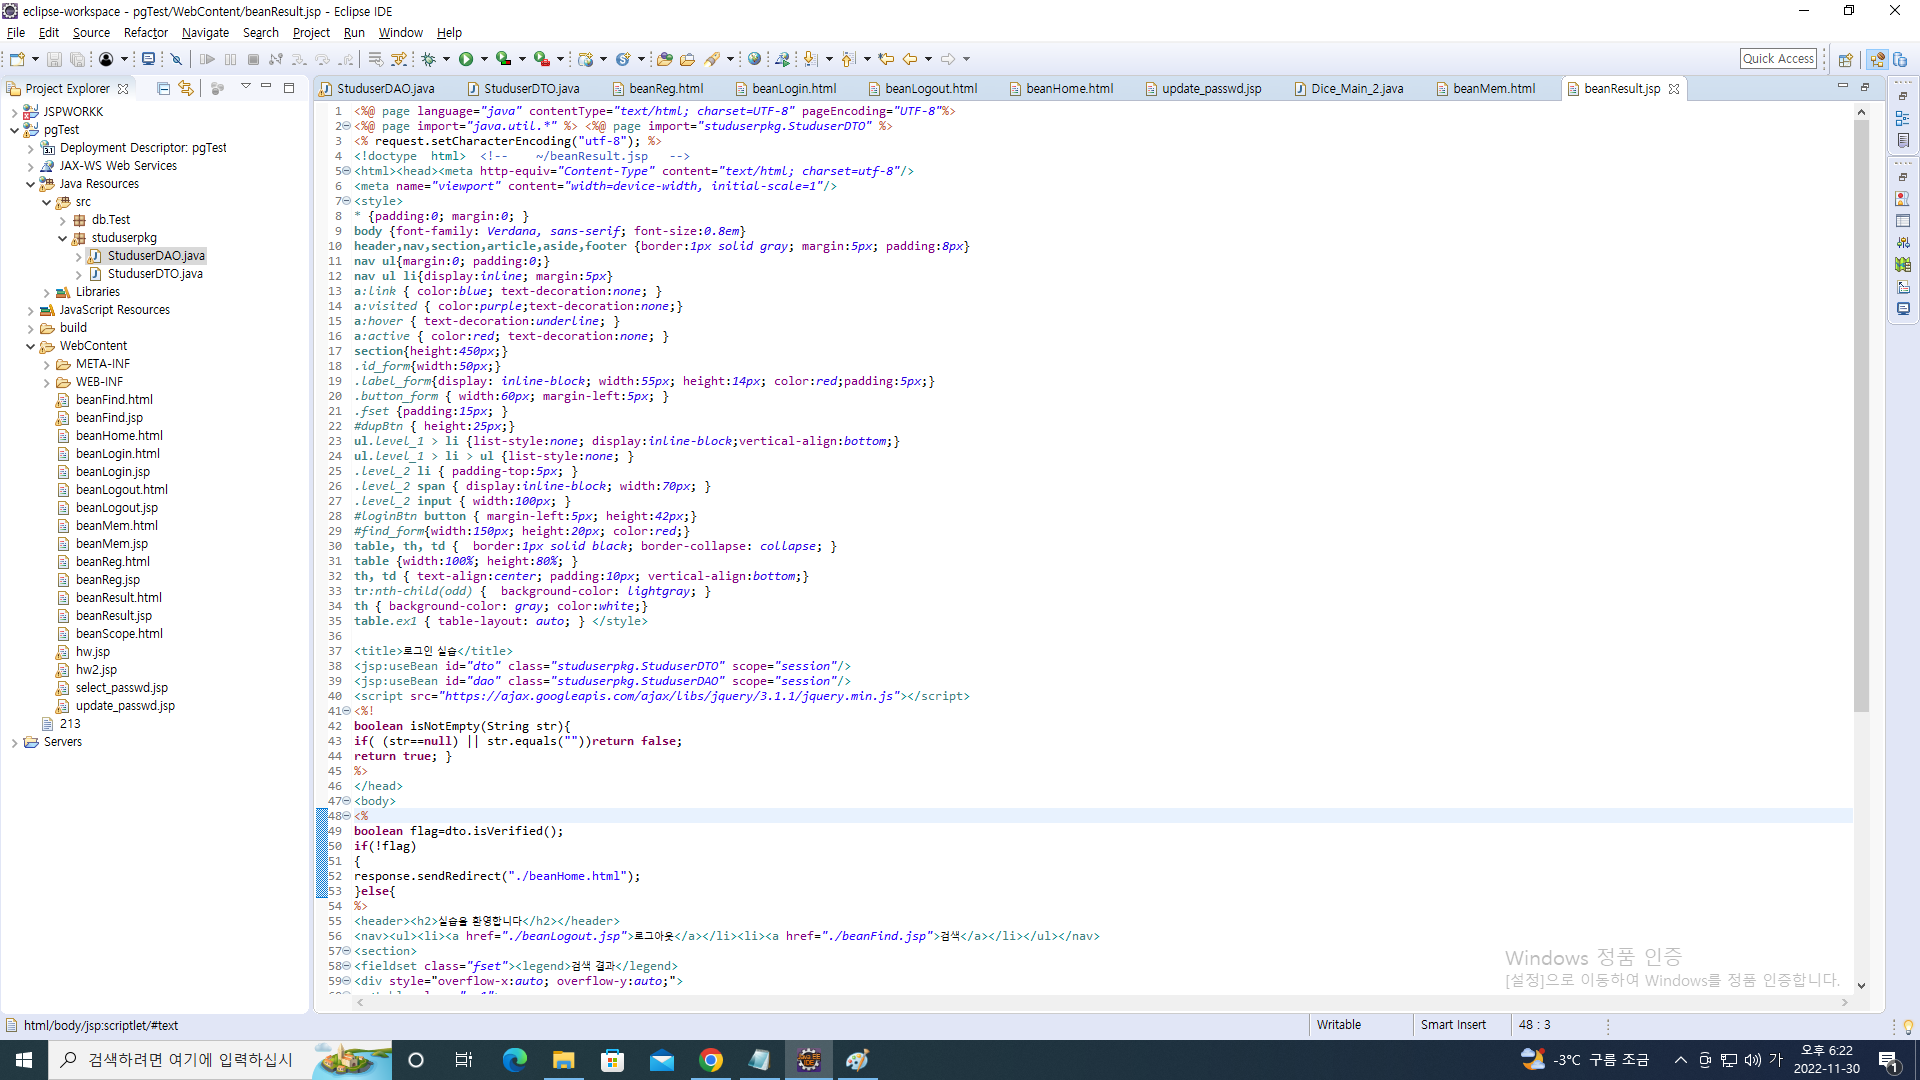 eclipse-workspace - pgTest/WebContent/beanResult.jsp - Eclipse IDE
File Edit Source Refactor Navigate Search Project Run Window Help
Quick Access
Project Explorer
StuduserDAO.java StuduserDTO.java beanReg.html beanLogin.html beanLogout.html beanHome.html update_passwd.jsp Dice_Main_2.java beanMem.html beanResult.jsp
JSPWORKK
pgTest
Deployment Descriptor: pgTest
JAX-WS Web Services
Java Resources
src
db.Test
studuserpkg
StuduserDAO.java
StuduserDTO.java
Libraries
JavaScript Resources
build
WebContent
META-INF
WEB-INF
beanFind.html
beanFind.jsp
beanHome.html
beanLogin.html
beanLogin.jsp
beanLogout.html
beanLogout.jsp
beanMem.html
beanMem.jsp
beanReg.html
beanReg.jsp
beanResult.html
beanResult.jsp
beanScope.html
hw.jsp
hw2.jsp
select_passwd.jsp
update_passwd.jsp
213
Servers
1 <%@ page language="java" contentType="text/html; charset=UTF-8" pageEncoding="UTF-8"%>
2 <%@ page import="java.util.*" %> <%@ page import="studuserpkg.StuduserDTO" %>
3 <% request.setCharacterEncoding("utf-8"); %>
4 <!doctype html> <!-- ~/beanResult.jsp -->
5 <html><head><meta http-equiv="Content-Type" content="text/html; charset=utf-8"/>
6 <meta name="viewport" content="width=device-width, initial-scale=1"/>
7 <style>
8 * {padding:0; margin:0; }
9 body {font-family: Verdana, sans-serif; font-size:0.8em}
10 header,nav,section,article,aside,footer {border:1px solid gray; margin:5px; padding:8px}
11 nav ul{margin:0; padding:0;}
12 nav ul li{display:inline; margin:5px}
13 a:link { color:blue; text-decoration:none; }
14 a:visited { color:purple;text-decoration:none;}
15 a:hover { text-decoration:underline; }
16 a:active { color:red; text-decoration:none; }
17 section{height:450px;}
18 .id_form{width:50px;}
19 .label_form{display: inline-block; width:55px; height:14px; color:red;padding:5px;}
20 .button_form { width:60px; margin-left:5px; }
21 .fset {padding:15px; }
22 #dupBtn { height:25px;}
23 ul.level_1 > li {list-style:none; display:inline-block;vertical-align:bottom;}
24 ul.level_1 > li > ul {list-style:none; }
25 .level_2 li { padding-top:5px; }
26 .level_2 span { display:inline-block; width:70px; }
27 .level_2 input { width:100px; }
28 #loginBtn button { margin-left:5px; height:42px;}
29 #find_form{width:150px; height:20px; color:red;}
30 table, th, td { border:1px solid black; border-collapse: collapse; }
31 table {width:100%; height:80%; }
32 th, td { text-align:center; padding:10px; vertical-align:bottom;}
33 tr:nth-child(odd) { background-color: lightgray; }
34 th { background-color: gray; color:white;}
35 table.ex1 { table-layout: auto; } </style>
36
37 <title>로그인 실습</title>
38 <jsp:useBean id="dto" class="studuserpkg.StuduserDTO" scope="session"/>
39 <jsp:useBean id="dao" class="studuserpkg.StuduserDAO" scope="session"/>
40 <script src="https://ajax.googleapis.com/ajax/libs/jquery/3.1.1/jquery.min.js"></script>
41 <%!
42 boolean isNotEmpty(String str){
43 if( (str==null) || str.equals(""))return false;
44 return true; }
45 %>
46 </head>
47 <body>
48 <%
49 boolean flag=dto.isVerified();
50 if(!flag)
51 {
52 response.sendRedirect("./beanHome.html");
53 }else{
54 %>
55 <header><h2>실습을 환영합니다</h2></header>
56 <nav><ul><li><a href="./beanLogout.jsp">로그아웃</a></li><li><a href="./beanFind.jsp">검색</a></li></ul></nav>
57 <section>
58 <fieldset class="fset"><legend>검색 결과</legend>
59 <div style="overflow-x:auto; overflow-y:auto;">
Windows 정품 인증
[설정]으로 이동하여 Windows를 정품 인증합니다.
html/body/jsp:scriptlet/#text Writable Smart Insert 48 : 3
검색하려면 여기에 입력하십시
-3°C 구름 조금
가
오후 6:22
2022-11-30
1